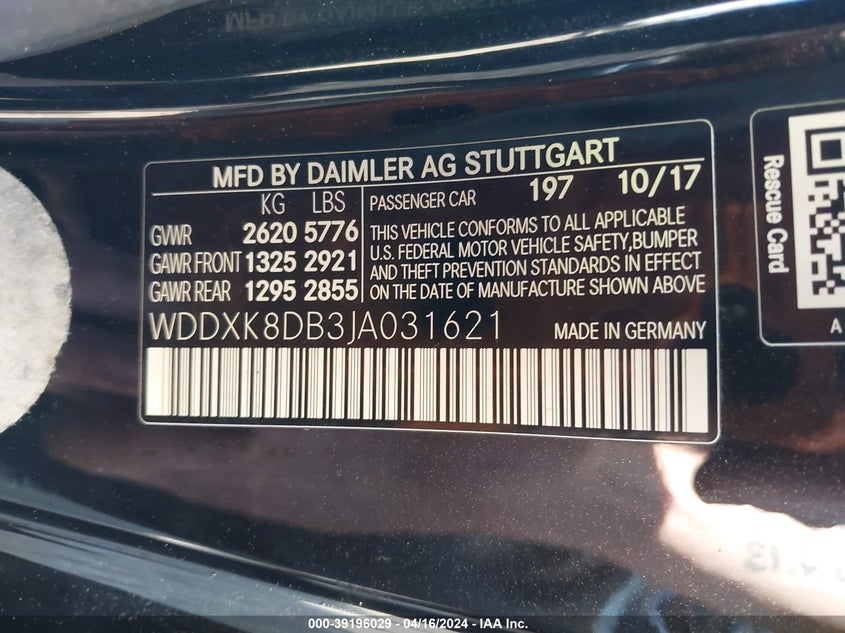 MFD BY DAIMLER AG STUTTGART
KG LBS
GVWR 2620 5776
GAWR FRONT 1325 2921
GAWR REAR 1295 2855
PASSENGER CAR 197 10/17
THIS VEHICLE CONFORMS TO ALL APPLICABLE
U.S. FEDERAL MOTOR VEHICLE SAFETY,BUMPER
AND THEFT PREVENTION STANDARDS IN EFFECT
ON THE DATE OF MANUFACTURE SHOWN ABOVE
WDDXK8DB3JA031621 MADE IN GERMANY
Rescue Card
A
000-39196029 - 04/16/2024 - IAA Inc.